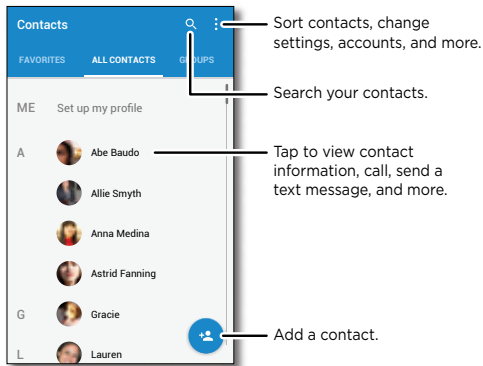 Contacts
FAVORITES ALL CONTACTS GROUPS
ME Set up my profile
A Abe Baudo
Allie Smyth
Anna Medina
Astrid Fanning
G Gracie
L Lauren
Sort contacts, change
settings, accounts, and more.
Search your contacts.
Tap to view contact
information, call, send a
text message, and more.
Add a contact.